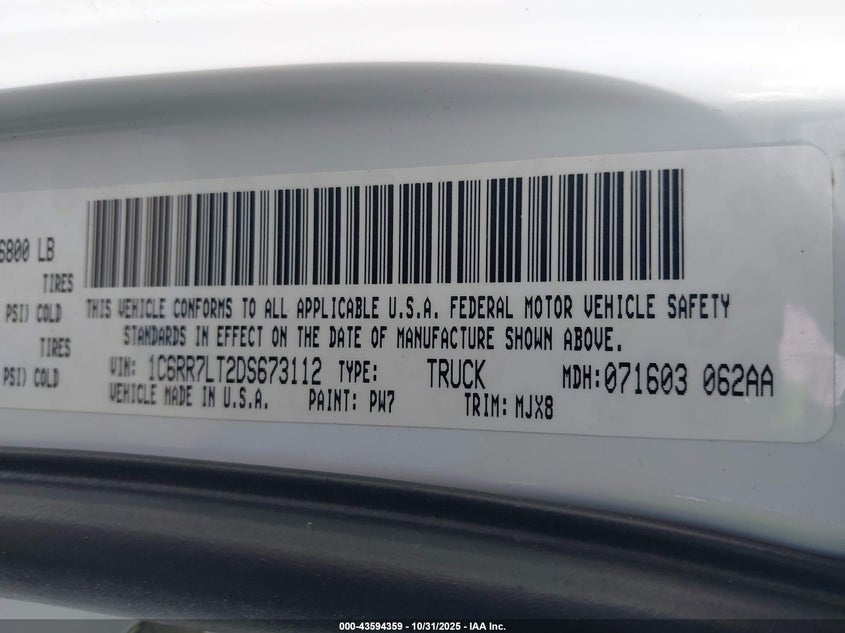 6800 LB
TIRES
PSI) COLD
TIRES
PSI) COLD
THIS VEHICLE CONFORMS TO ALL APPLICABLE U.S.A. FEDERAL MOTOR VEHICLE SAFETY
STANDARDS IN EFFECT ON THE DATE OF MANUFACTURE SHOWN ABOVE.
VIN: 1C6RR7LT2DS673112 TYPE: TRUCK MDH: 071603 062AA
VEHICLE MADE IN U.S.A. PAINT: PW7 TRIM: MJX8
000-43594359 - 10/31/2025 - IAA Inc.